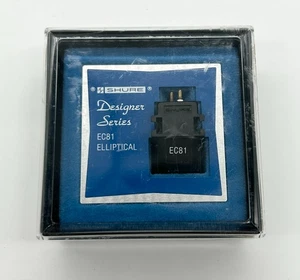 SHURE
Designer
Series
EC81
ELLIPTICAL
EC81